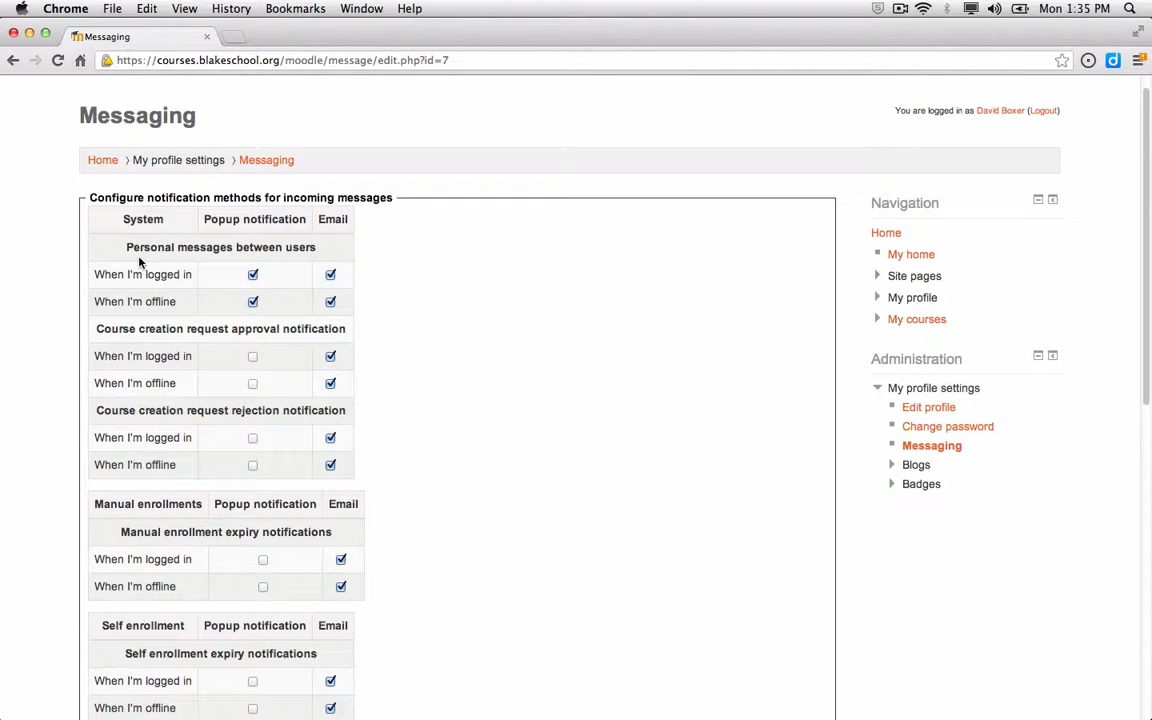 Chrome File Edit View History Bookmarks Window Help Mon 1:35 PM
Messaging
https://courses.blakeschool.org/moodle/message/edit.php?id=7
Messaging
You are logged in as David Boxer (Logout)
Home My profile settings Messaging
Configure notification methods for incoming messages
System Popup notification Email
Personal messages between users
When I'm logged in
When I'm offline
Course creation request approval notification
When I'm logged in
When I'm offline
Course creation request rejection notification
When I'm logged in
When I'm offline
Manual enrollments Popup notification Email
Manual enrollment expiry notifications
When I'm logged in
When I'm offline
Self enrollment Popup notification Email
Self enrollment expiry notifications
When I'm logged in
When I'm offline
Navigation
Home
My home
Site pages
My profile
My courses
Administration
My profile settings
Edit profile
Change password
Messaging
Blogs
Badges